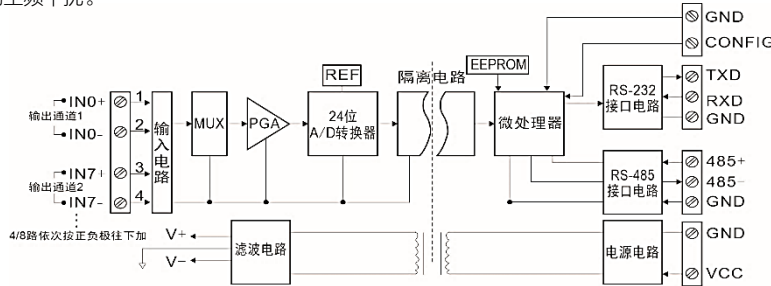 GND
CONFIG
EEPROM
隔离电路
REF
TXD
RS-232
接口电路
RXD
GND
IN0+
1
输出通道1
IN0-
2
输入电路
MUX
PGA
24位
A/D转换器
微处理器
IN7+
3
输出通道2
IN7-
4
485+
RS-485
接口电路
485-
GND
4/8路依次按正负极往下加
V+
滤波电路
V-
电源电路
GND
VCC